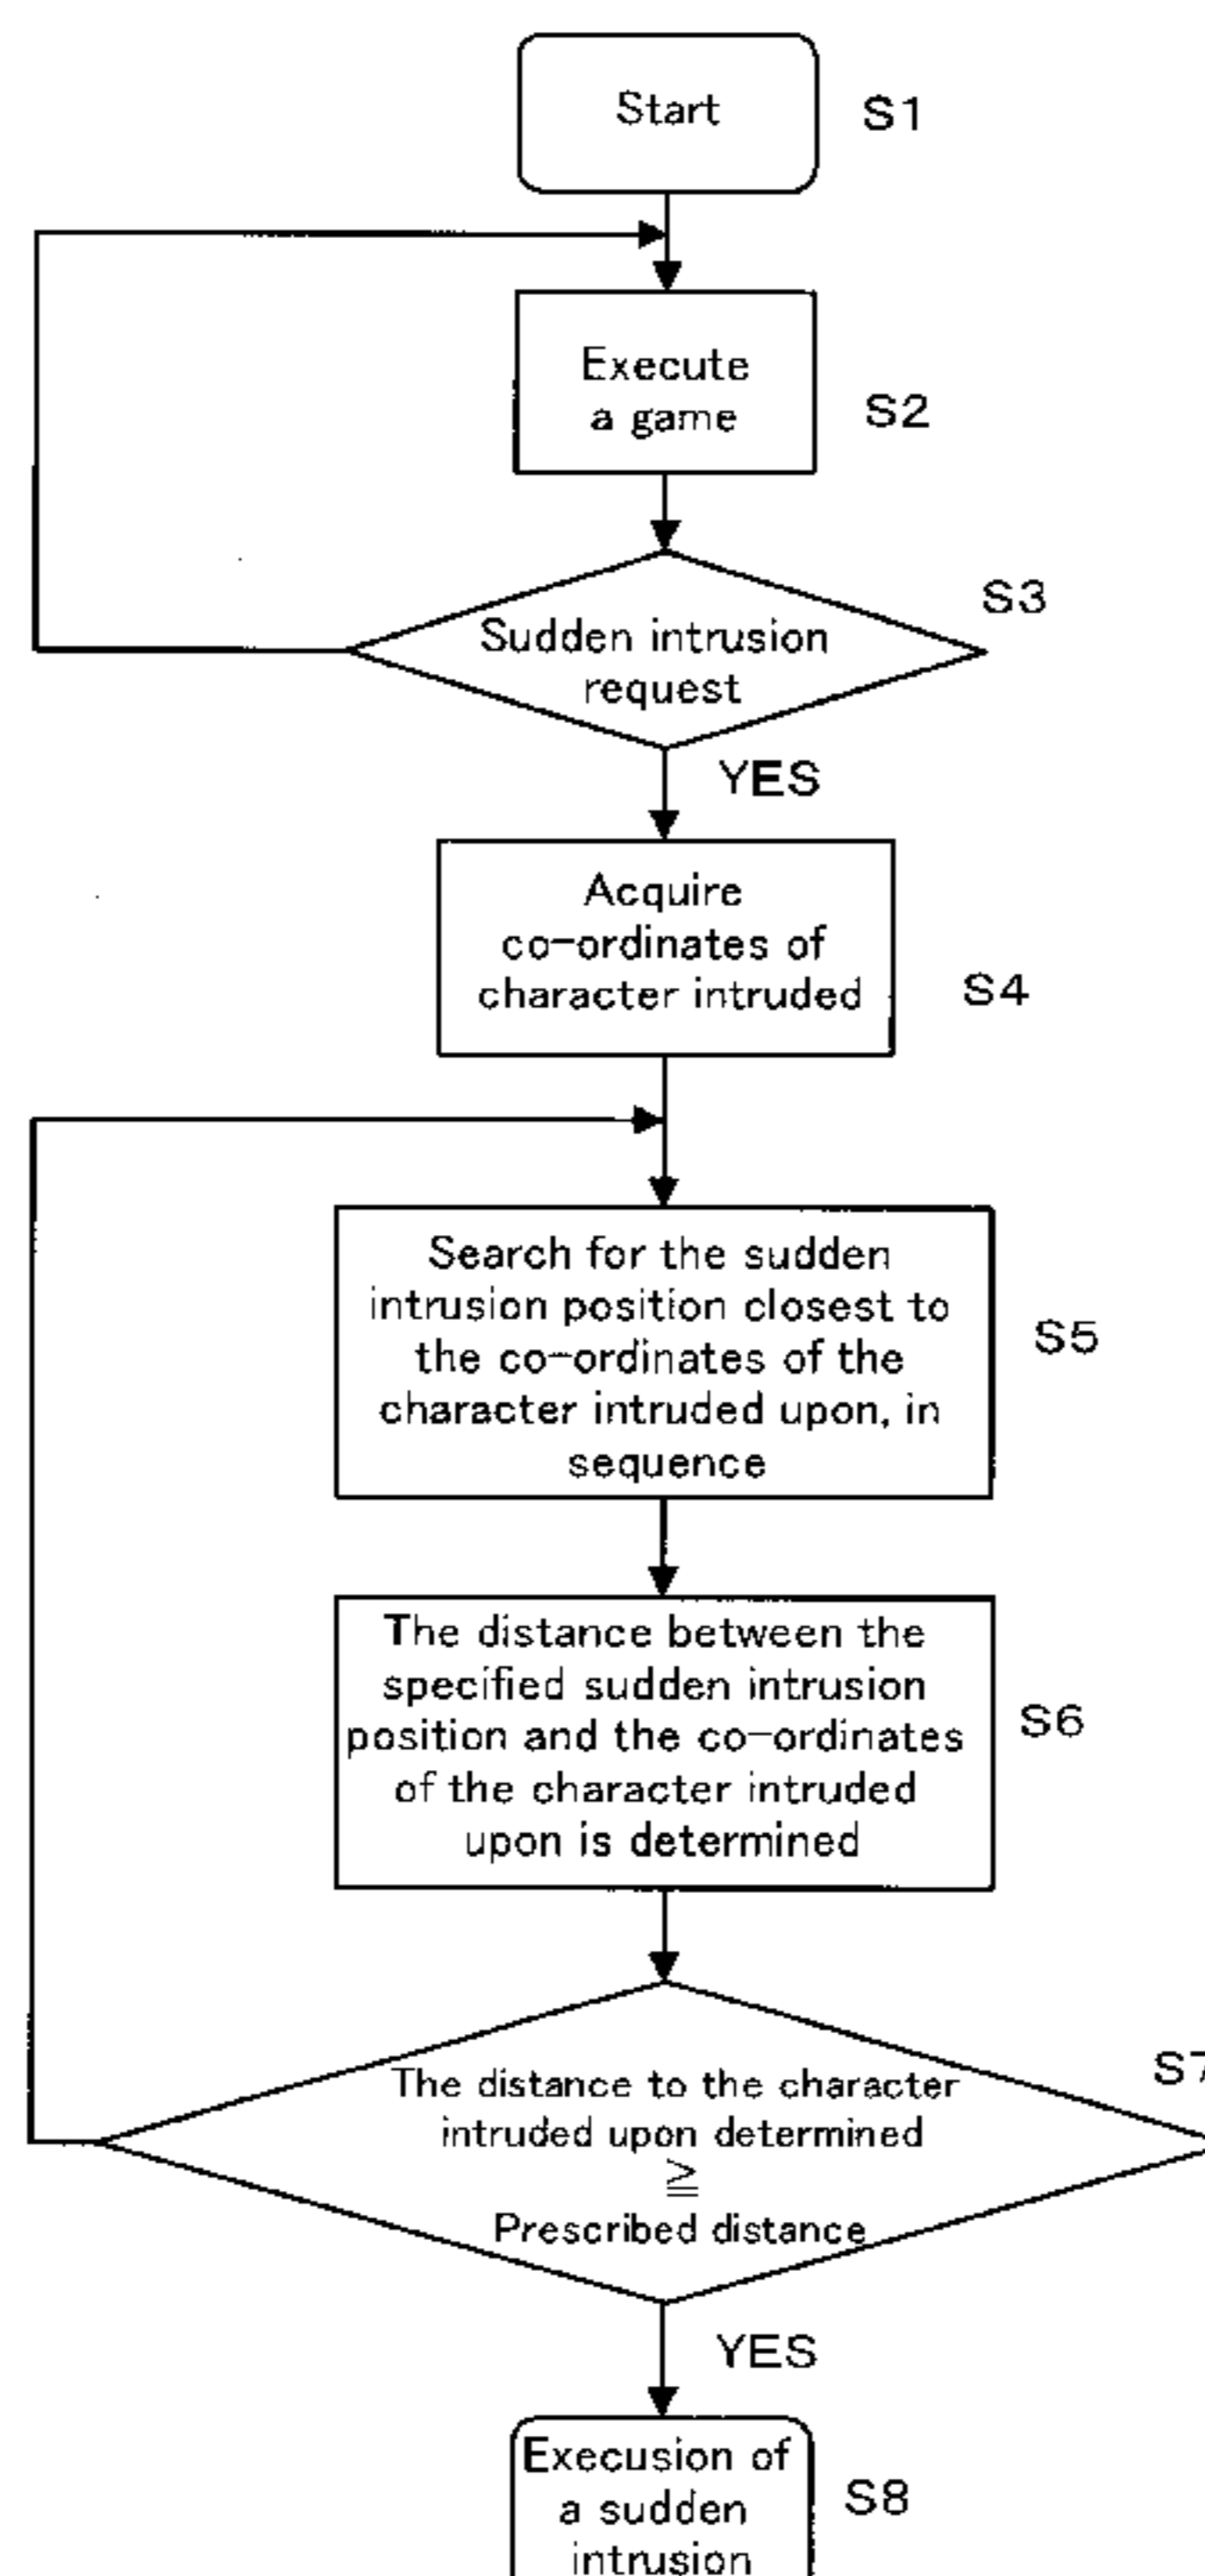 Start
S1
Execute
a game
S2
S3
Sudden intrusion
request
YES
Acquire
co-ordinates of
character intruded
S4
Search for the sudden
intrusion position closest to
the co-ordinates of the
character intruded upon, in
sequence
S5
The distance between the
specified sudden intrusion
position and the co-ordinates
of the character intruded
upon is determined
S6
S7
The distance to the character
intruded upon determined
≧
Prescribed distance
YES
Execusion of
a sudden
intrusion
S8